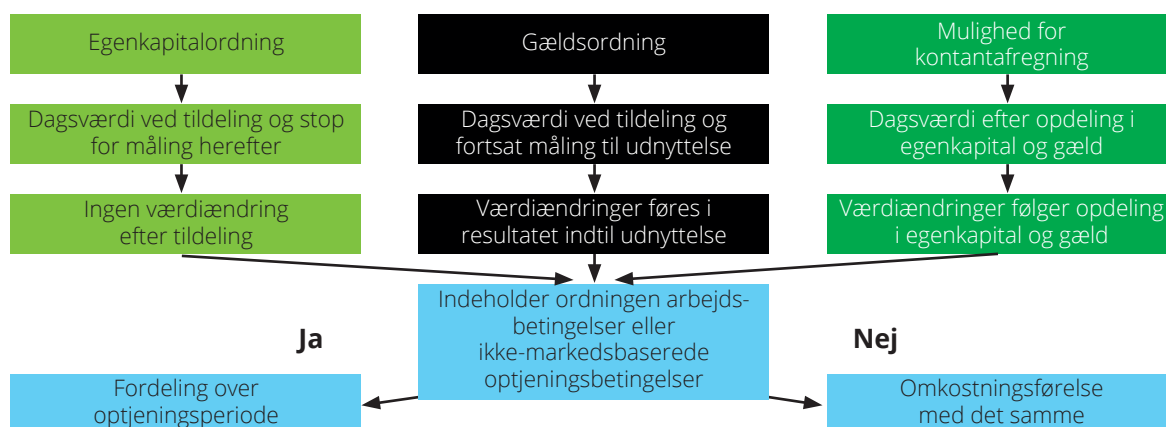 Egenkapitalordning
Dagsværdi ved tildeling og stop
for måling herefter
Ingen værdiændring
efter tildeling
Gældsordning
Dagsværdi ved tildeling og
fortsat måling til udnyttelse
Værdiændringer føres i
resultatet indtil udnyttelse
Mulighed for
kontantafregning
Dagsværdi efter opdeling i
egenkapital og gæld
Værdiændringer følger opdeling
i egenkapital og gæld
Indeholder ordningen arbejds-
betingelser eller
ikke-markedsbaserede
optjeningsbetingelser
Ja
Nej
Fordeling over
optjeningsperiode
Omkostningsførelse
med det samme